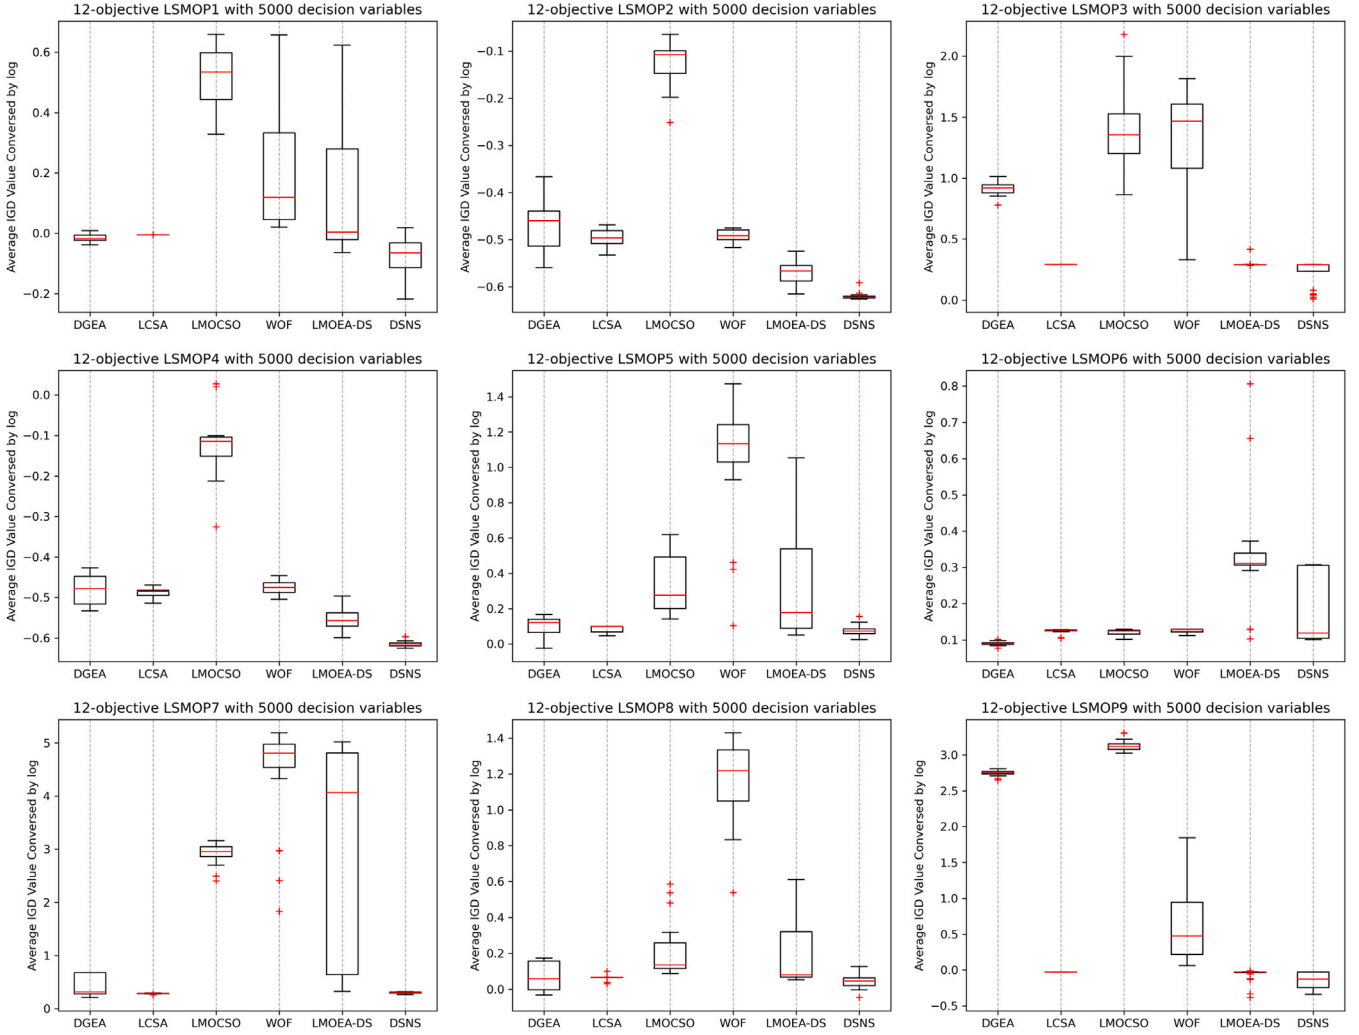 12-objective LSMOP1 with 5000 decision variables
Average IGD Value Conversed by log
0.6
0.4
0.2
0.0
−0.2
DGEA LCSA LMOCSO WOF LMOEA-DS DSNS
12-objective LSMOP2 with 5000 decision variables
Average IGD Value Conversed by log
−0.1
−0.2
−0.3
−0.4
−0.5
−0.6
DGEA LCSA LMOCSO WOF LMOEA-DS DSNS
12-objective LSMOP3 with 5000 decision variables
Average IGD Value Conversed by log
2.0
1.5
1.0
0.5
0.0
DGEA LCSA LMOCSO WOF LMOEA-DS DSNS
12-objective LSMOP4 with 5000 decision variables
Average IGD Value Conversed by log
0.0
−0.1
−0.2
−0.3
−0.4
−0.5
−0.6
DGEA LCSA LMOCSO WOF LMOEA-DS DSNS
12-objective LSMOP5 with 5000 decision variables
Average IGD Value Conversed by log
1.4
1.2
1.0
0.8
0.6
0.4
0.2
0.0
DGEA LCSA LMOCSO WOF LMOEA-DS DSNS
12-objective LSMOP6 with 5000 decision variables
Average IGD Value Conversed by log
0.8
0.7
0.6
0.5
0.4
0.3
0.2
0.1
DGEA LCSA LMOCSO WOF LMOEA-DS DSNS
12-objective LSMOP7 with 5000 decision variables
Average IGD Value Conversed by log
5
4
3
2
1
0
DGEA LCSA LMOCSO WOF LMOEA-DS DSNS
12-objective LSMOP8 with 5000 decision variables
Average IGD Value Conversed by log
1.4
1.2
1.0
0.8
0.6
0.4
0.2
0.0
DGEA LCSA LMOCSO WOF LMOEA-DS DSNS
12-objective LSMOP9 with 5000 decision variables
Average IGD Value Conversed by log
3.0
2.5
2.0
1.5
1.0
0.5
0.0
−0.5
DGEA LCSA LMOCSO WOF LMOEA-DS DSNS